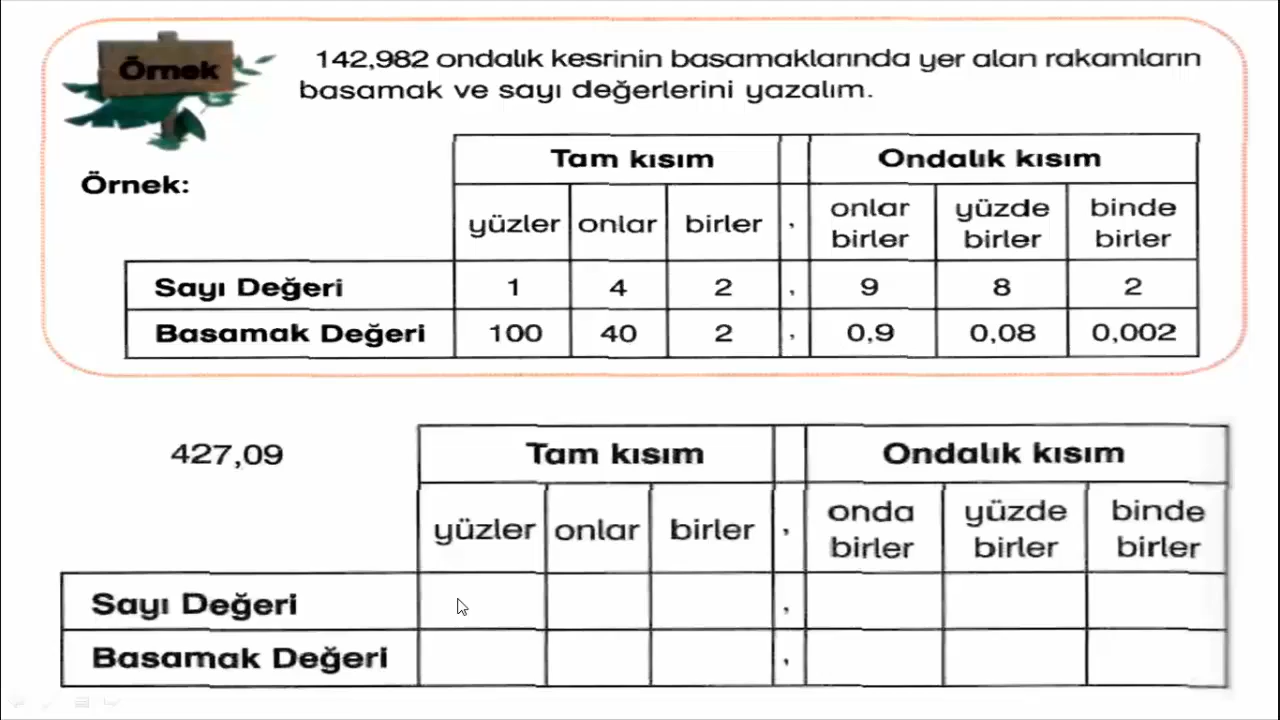 Örnek
142,982 ondalık kesrinin basamaklarında yer alan rakamların
basamak ve sayı değerlerini yazalım.
Örnek:
Tam kısım Ondalık kısım
yüzler onlar birler , onlar birler yüzde birler binde birler
Sayı Değeri 1 4 2 , 9 8 2
Basamak Değeri 100 40 2 , 0,9 0,08 0,002
427,09
Tam kısım Ondalık kısım
yüzler onlar birler , onda birler yüzde birler binde birler
Sayı Değeri ,
Basamak Değeri ,